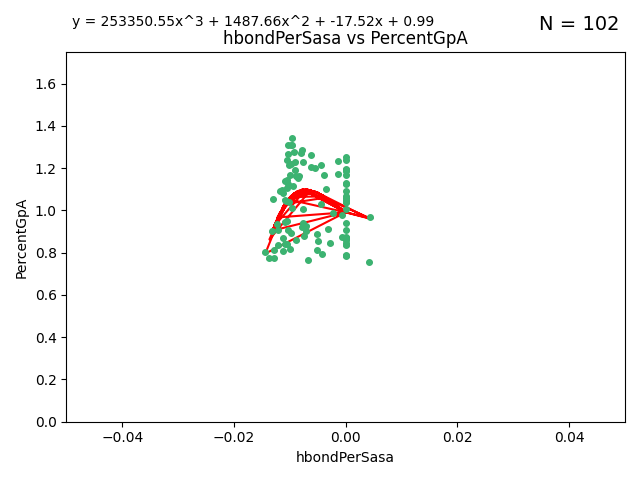 y = 253350.55x^3 + 1487.66x^2 + -17.52x + 0.99
N = 102
hbondPerSasa vs PercentGpA
PercentGpA
1.6
1.4
1.2
1.0
0.8
0.6
0.4
0.2
0.0
−0.04 −0.02 0.00 0.02 0.04
hbondPerSasa